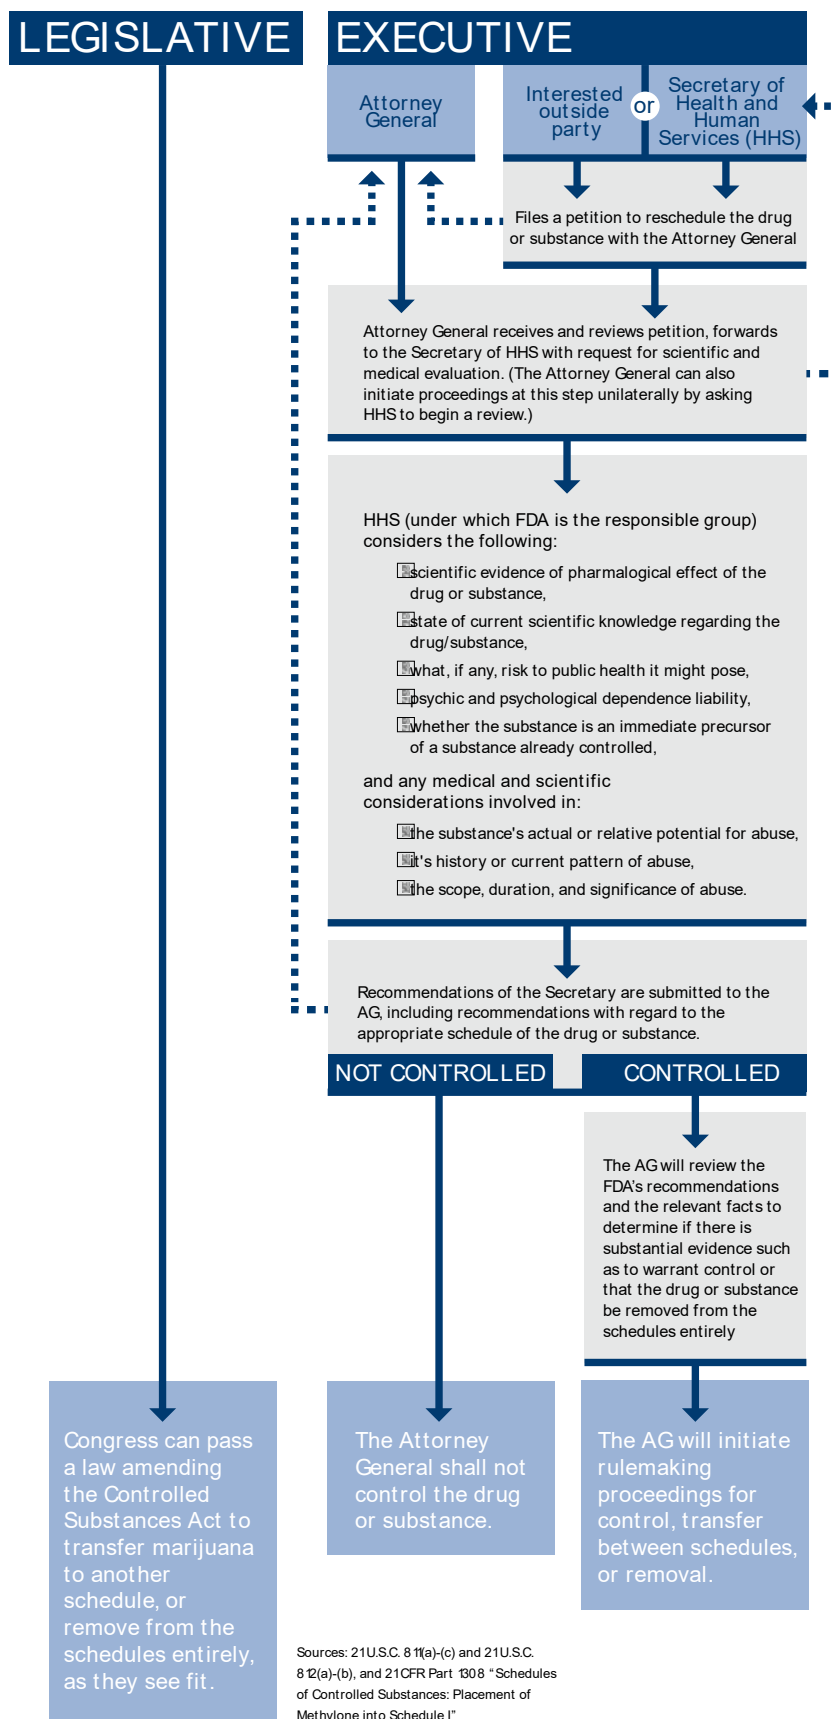 LEGISLATIVE
EXECUTIVE
Attorney
General
Interested
outside
party
or
Secretary of
Health and
Human
Services (HHS)
Files a petition to reschedule the drug
or substance with the Attorney General
Attorney General receives and reviews petition, forwards
to the Secretary of HHS with request for scientific and
medical evaluation. (The Attorney General can also
initiate proceedings at this step unilaterally by asking
HHS to begin a review.)
HHS (under which FDA is the responsible group)
considers the following:
scientific evidence of pharmalogical effect of the
drug or substance,
state of current scientific knowledge regarding the
drug/substance,
what, if any, risk to public health it might pose,
psychic and psychological dependence liability,
whether the substance is an immediate precursor
of a substance already controlled,
and any medical and scientific
considerations involved in:
the substance's actual or relative potential for abuse,
it's history or current pattern of abuse,
the scope, duration, and significance of abuse.
Recommendations of the Secretary are submitted to the
AG, including recommendations with regard to the
appropriate schedule of the drug or substance.
NOT CONTROLLED
CONTROLLED
The AG will review the
FDA's recommendations
and the relevant facts to
determine if there is
substantial evidence such
as to warrant control or
that the drug or substance
be removed from the
schedules entirely
Congress can pass
a law amending
the Controlled
Substances Act to
transfer marijuana
to another
schedule, or
remove from the
schedules entirely,
as they see fit.
The Attorney
General shall not
control the drug
or substance.
The AG will initiate
rulemaking
proceedings for
control, transfer
between schedules,
or removal.
Sources: 21 U.S.C. 811(a)-(c) and 21 U.S.C.
812(a)-(b), and 21 CFR Part 1308 "Schedules
of Controlled Substances: Placement of
Methylone into Schedule I"